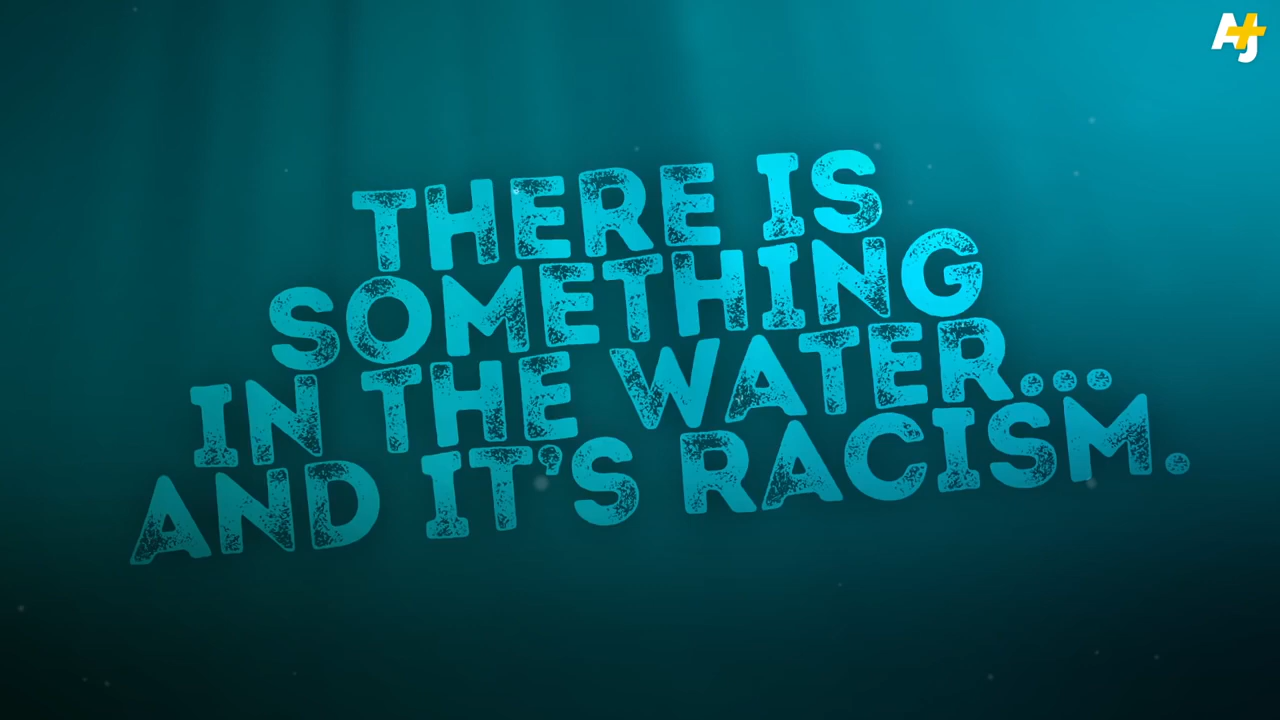 AJ+
THERE IS
SOMETHING
IN THE WATER...
AND IT'S RACISM.